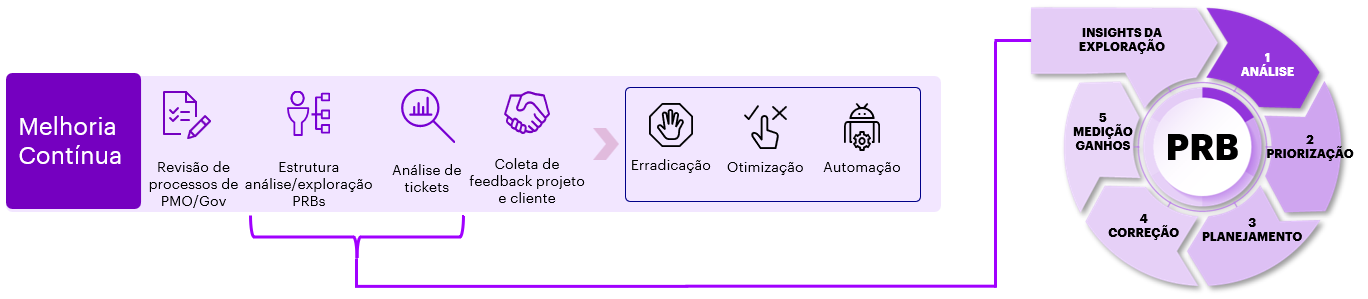 Melhoria
Contínua
Revisão de
processos de
PMO/Gov
Estrutura
análise/exploração
PRBs
Análise de
tickets
Coleta de
feedback projeto
e cliente
Erradicação
Otimização
Automação
INSIGHTS DA
EXPLORAÇÃO
1
ANÁLISE
2
PRIORIZAÇÃO
3
PLANEJAMENTO
4
CORREÇÃO
5
MEDIÇÃO
GANHOS
PRB